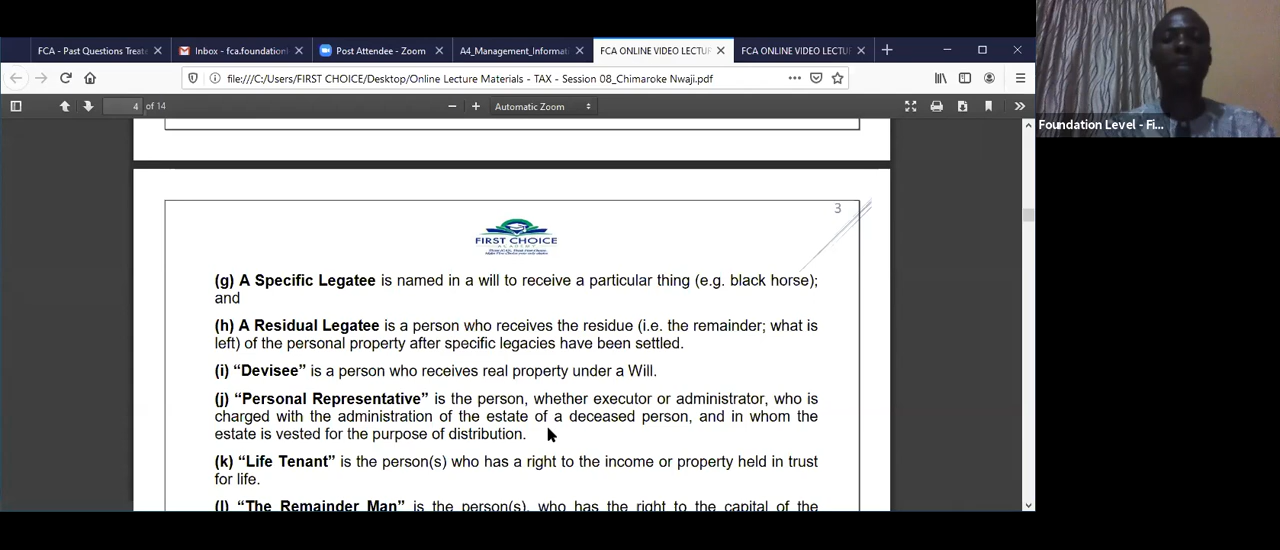 FCA - Past Questions Treate
Inbox - fca.foundation
Post Attendee - Zoom
A4_Management_Informati
FCA ONLINE VIDEO LECTUR
FCA ONLINE VIDEO LECTU
file:///C:/Users/FIRST CHOICE/Desktop/Online Lecture Materials - TAX - Session 08_Chimaroke Nwaji.pdf
4 of 14
Automatic Zoom
Foundation Level - Fi...
3
FIRST CHOICE
ACADEMY
(g) A Specific Legatee is named in a will to receive a particular thing (e.g. black horse);
and
(h) A Residual Legatee is a person who receives the residue (i.e. the remainder; what is
left) of the personal property after specific legacies have been settled.
(i) “Devisee” is a person who receives real property under a Will.
(j) “Personal Representative” is the person, whether executor or administrator, who is
charged with the administration of the estate of a deceased person, and in whom the
estate is vested for the purpose of distribution.
(k) “Life Tenant” is the person(s) who has a right to the income or property held in trust
for life.
(l) “The Remainder Man” is the person(s), who has the right to the capital of the